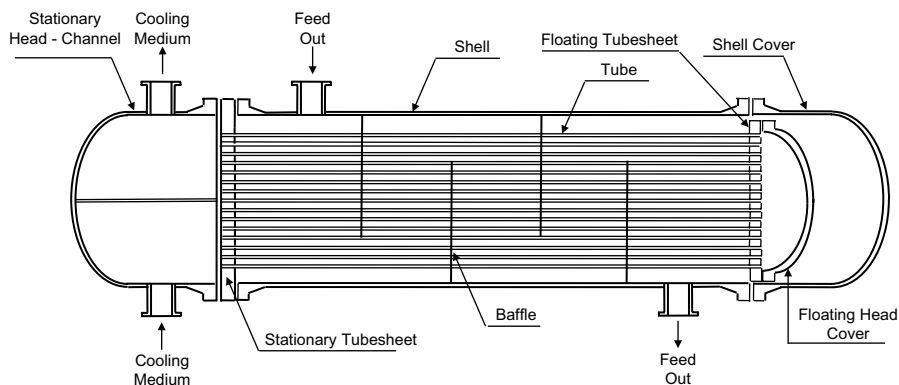 Stationary
Head - Channel
Cooling
Medium
Feed
Out
Shell
Floating Tubesheet
Tube
Shell Cover
Baffle
Stationary Tubesheet
Cooling
Medium
Feed
Out
Floating Head
Cover